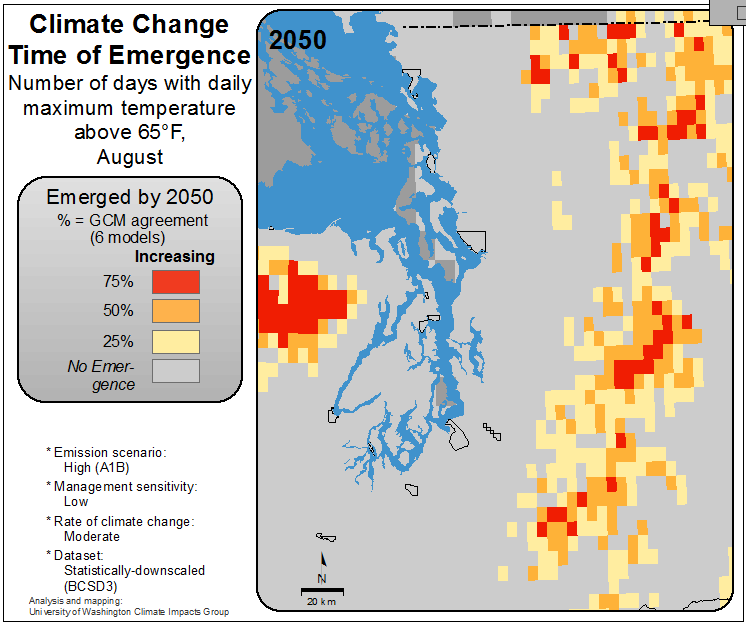 Climate Change
Time of Emergence
Number of days with daily
maximum temperature
above 65°F,
August
Emerged by 2050
% = GCM agreement
(6 models)
Increasing
75%
50%
25%
No Emer-
gence
* Emission scenario:
High (A1B)
* Management sensitivity:
Low
* Rate of climate change:
Moderate
* Dataset:
Statistically-downscaled
(BCSD3)
Analysis and mapping:
University of Washington Climate Impacts Group
2050
N
20 km